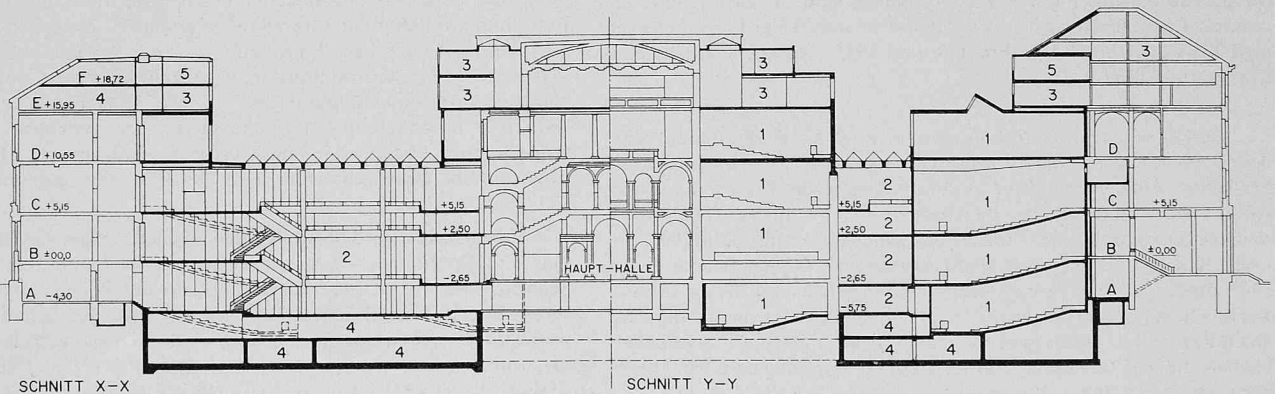 3 3 3
F +18,72 5 3 3 5
E +15,95 4 3 3 3 3
D +10,55 1 1 D
C +5,15 +5,15 1 +5,15 2 1 C +5,15
+2,50 +2,50 2
B ±00,0 2 1 2 1 B ±0,00
HAUPT-HALLE
A -4,30 -2,65 -2,65 A
1 2 1
-5,75
4 4
4 4 4 4
SCHNITT X-X SCHNITT Y-Y